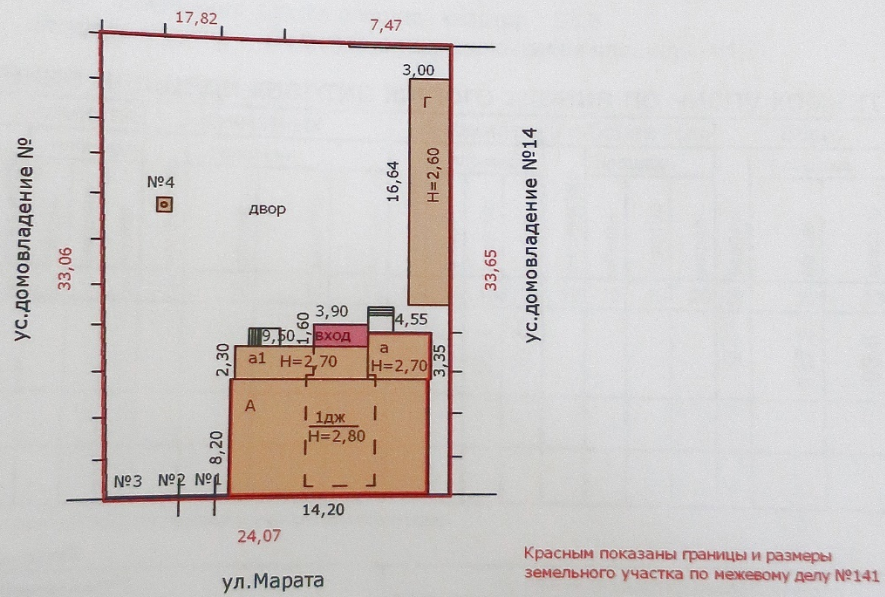 17,82
7,47
3,00
Г
Н=2,60
16,64
№4
двор
ус.домовладение №
33,06
33,65
ус.домовладение №14
3,90
1,60
9,50
вход
4,55
2,30
а1
Н=2,70
а
Н=2,70
3,35
А
1дж
Н=2,80
8,20
№3
№2
№1
14,20
24,07
ул.Марата
Красным показаны границы и размеры
земельного участка по межевому делу №141